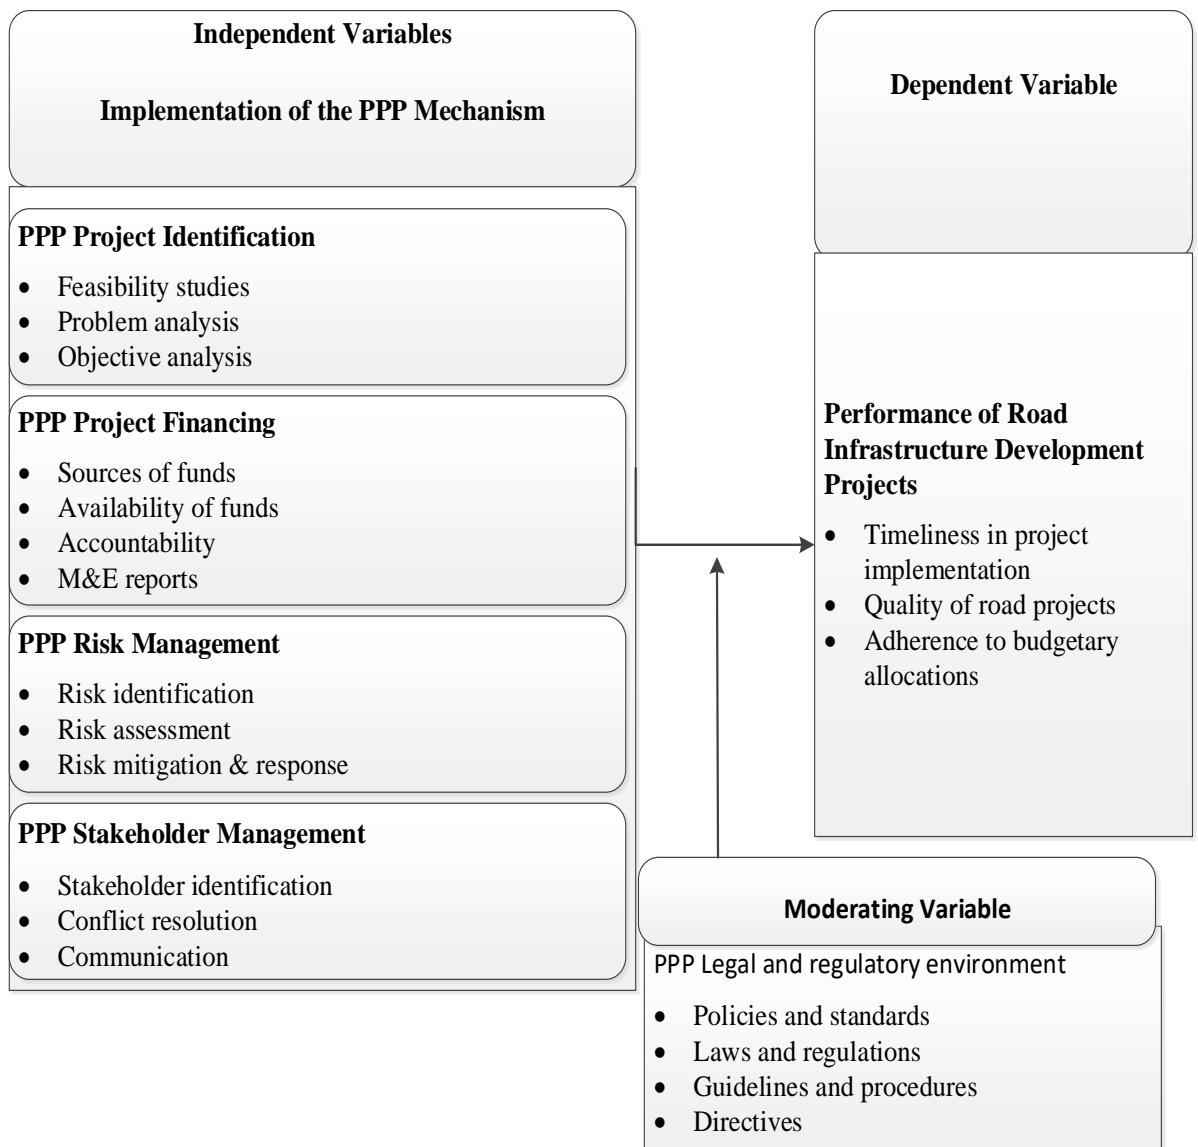 Independent Variables
Implementation of the PPP Mechanism
PPP Project Identification
• Feasibility studies
• Problem analysis
• Objective analysis
PPP Project Financing
• Sources of funds
• Availability of funds
• Accountability
• M&E reports
PPP Risk Management
• Risk identification
• Risk assessment
• Risk mitigation & response
PPP Stakeholder Management
• Stakeholder identification
• Conflict resolution
• Communication
Dependent Variable
Performance of Road
Infrastructure Development
Projects
• Timeliness in project
implementation
• Quality of road projects
• Adherence to budgetary
allocations
Moderating Variable
PPP Legal and regulatory environment
• Policies and standards
• Laws and regulations
• Guidelines and procedures
• Directives